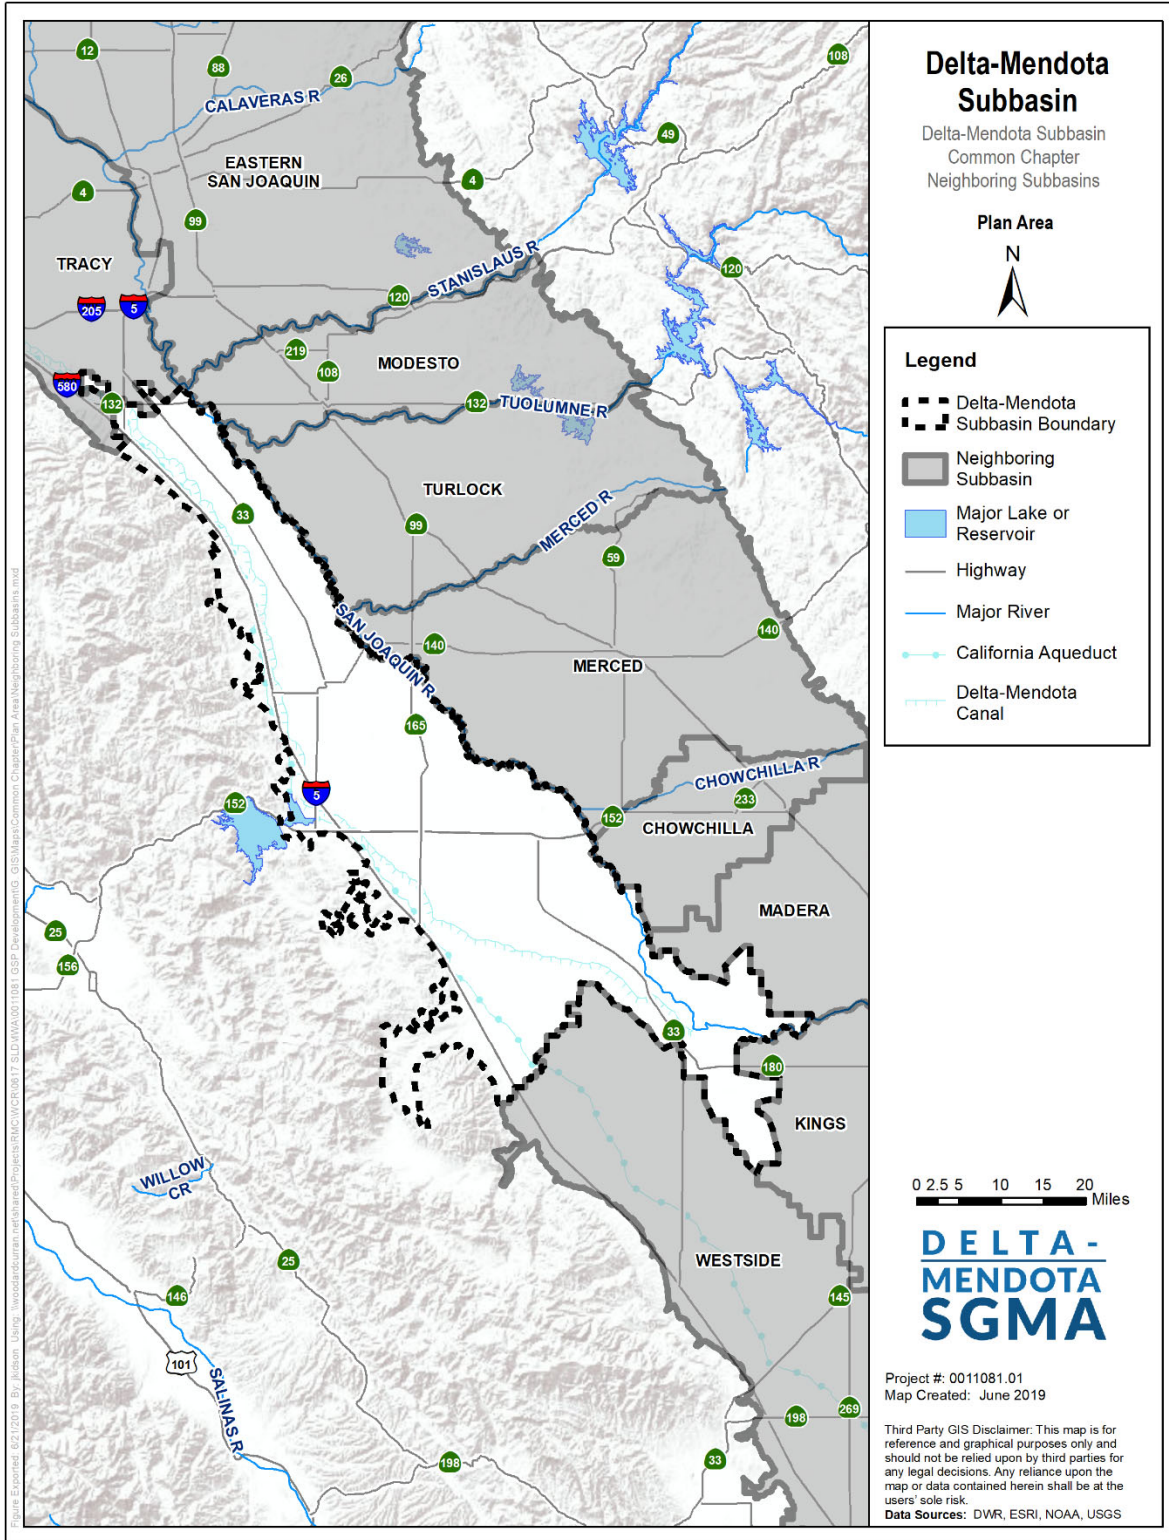 Delta-Mendota
Subbasin
Delta-Mendota Subbasin
Common Chapter
Neighboring Subbasins
Plan Area
N
Legend
Delta-Mendota
Subbasin Boundary
Neighboring
Subbasin
Major Lake or
Reservoir
Highway
Major River
California Aqueduct
Delta-Mendota
Canal
0 2.5 5 10 15 20
Miles
DELTA-
MENDOTA
SGMA
Project #: 0011081.01
Map Created: June 2019
Third Party GIS Disclaimer: This map is for
reference and graphical purposes only and
should not be relied upon by third parties for
any legal decisions. Any reliance upon the
map or data contained herein shall be at the
users' sole risk.
Data Sources: DWR, ESRI, NOAA, USGS
12
88
26
108
CALAVERAS R
49
EASTERN
SAN JOAQUIN
4
4
99
TRACY
STANISLAUS R
120
205
5
120
219
MODESTO
108
580
132
132
TUOLUMNE R
TURLOCK
33
99
MERCED R
59
SAN JOAQUIN R
140
140
MERCED
165
CHOWCHILLA R
5
152
233
152
CHOWCHILLA
MADERA
25
156
33
180
KINGS
WILLOW
CR
25
WESTSIDE
146
145
101
SALINAS R
198
269
198
33